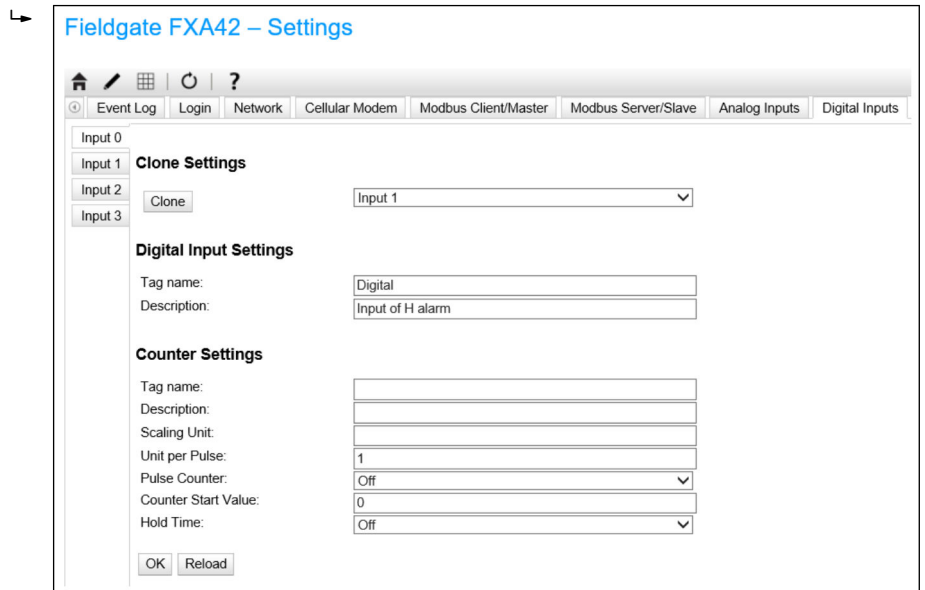 Fieldgate FXA42 – Settings
?
Event Log Login Network Cellular Modem Modbus Client/Master Modbus Server/Slave Analog Inputs Digital Inputs
Input 0
Input 1
Input 2
Input 3
Clone Settings
Clone Input 1
Digital Input Settings
Tag name: Digital
Description: Input of H alarm
Counter Settings
Tag name:
Description:
Scaling Unit:
Unit per Pulse: 1
Pulse Counter: Off
Counter Start Value: 0
Hold Time: Off
OK Reload